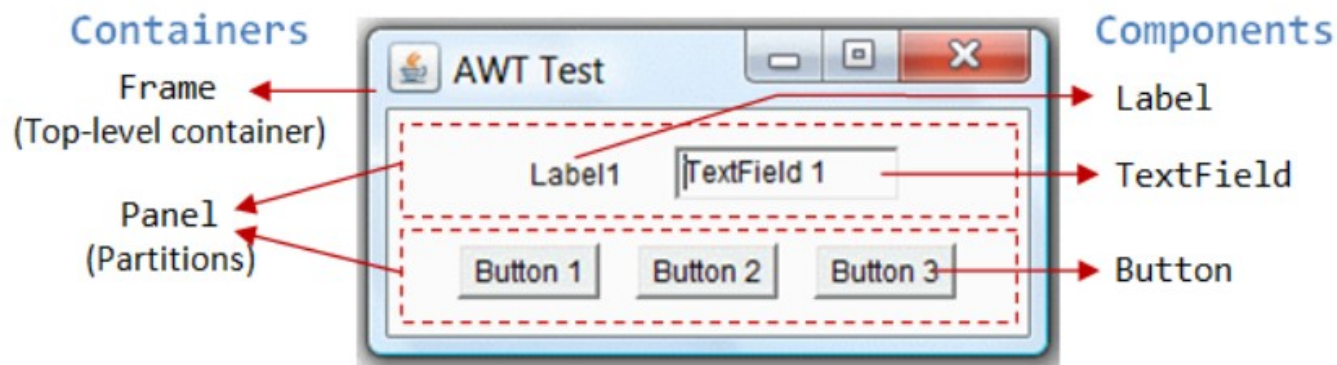 Containers
Components
AWT Test
Frame
(Top-level container)
Label
Label1
TextField 1
TextField
Panel
(Partitions)
Button 1
Button 2
Button 3
Button